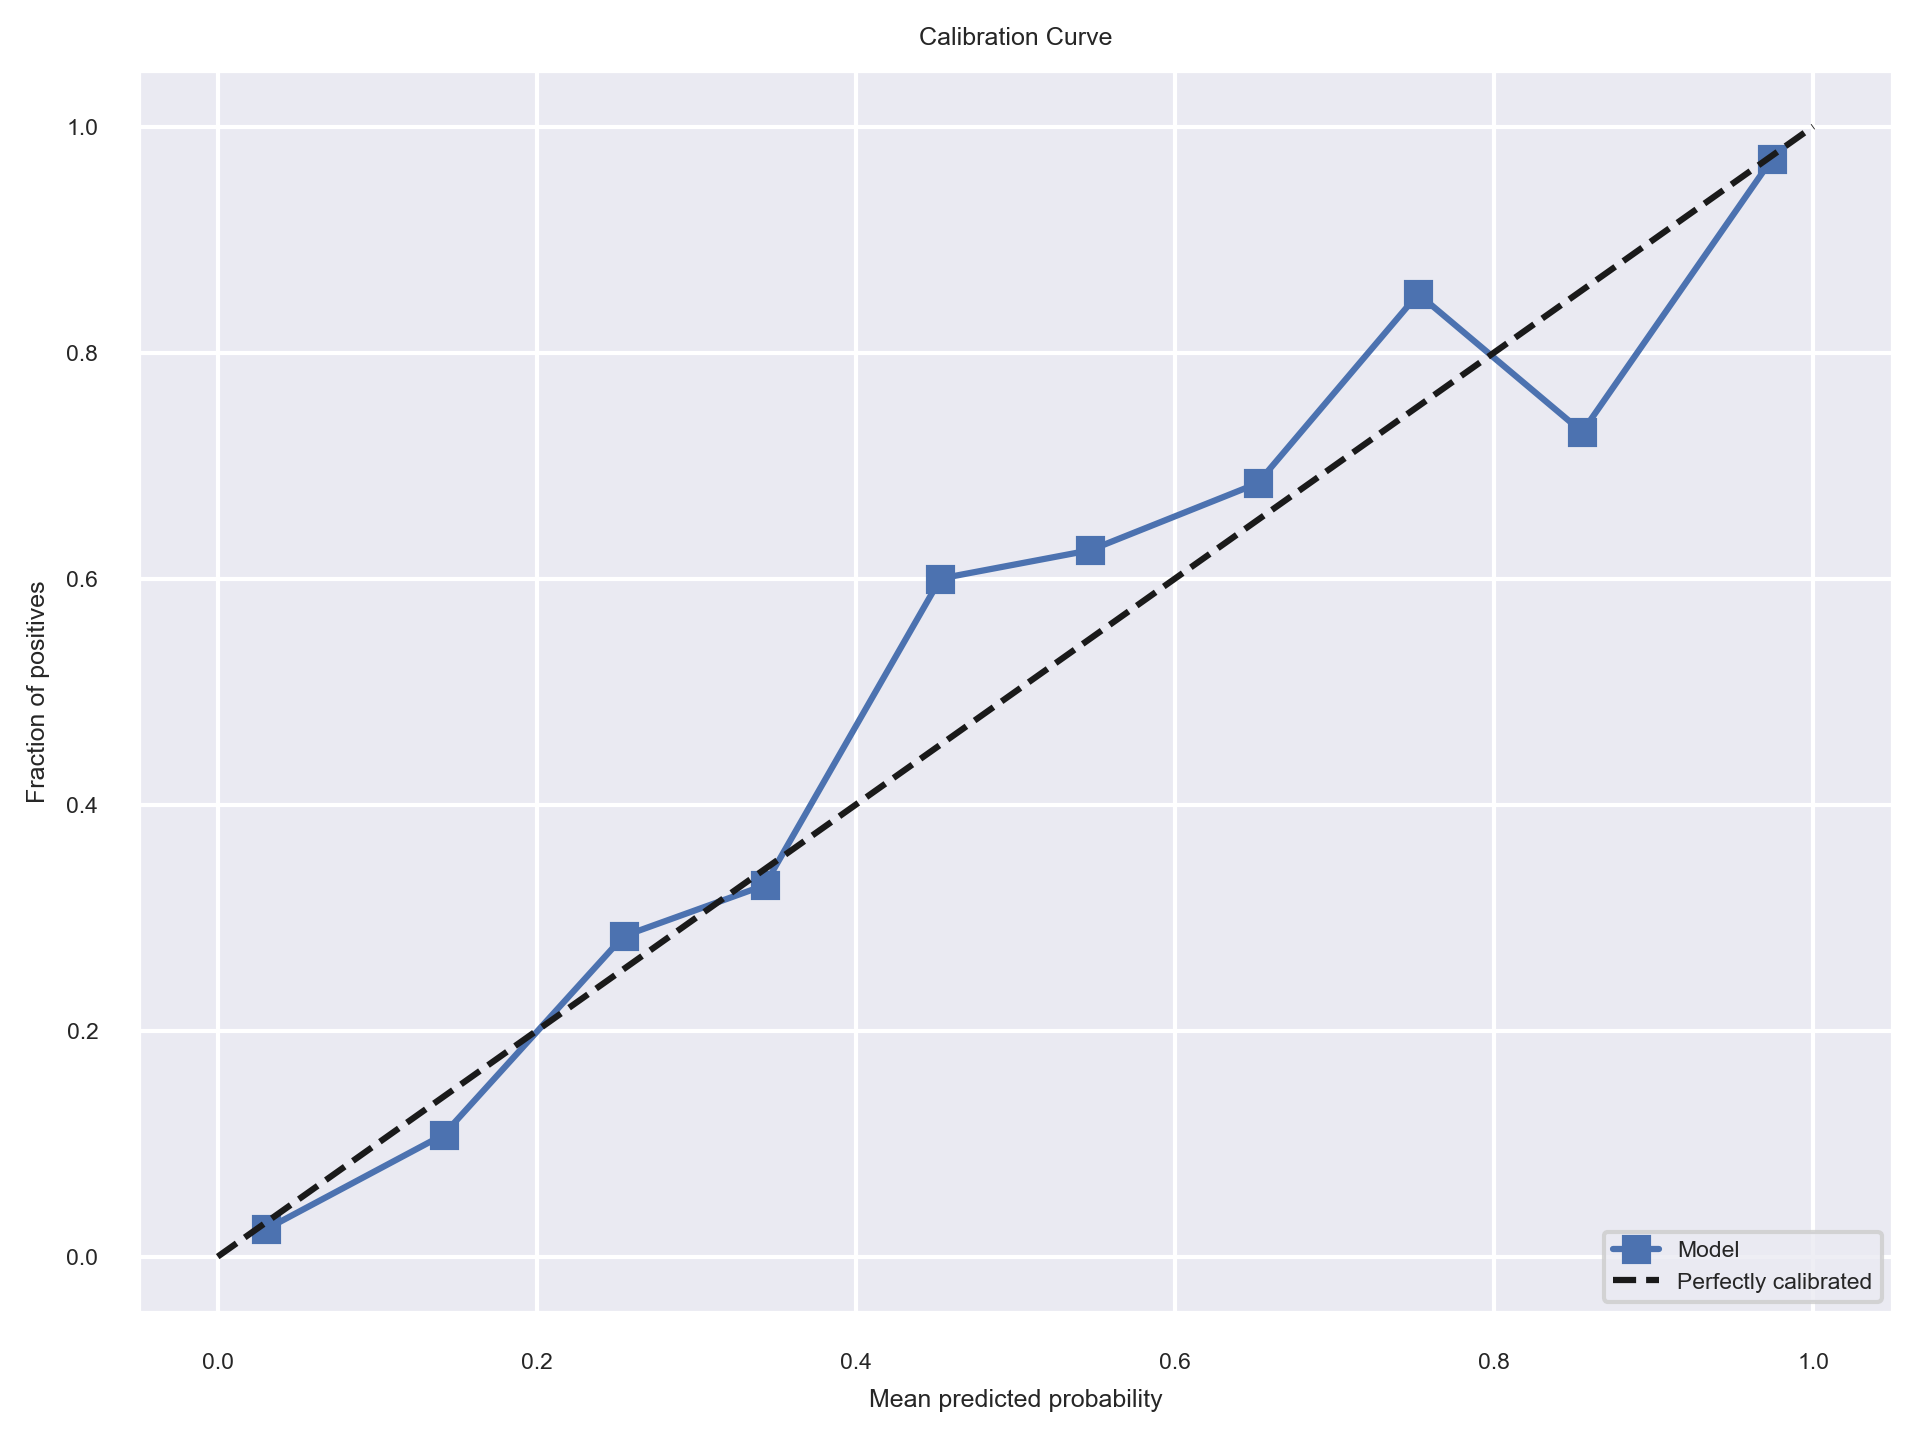 Calibration Curve
1.0
0.8
0.6
0.4
0.2
0.0
Fraction of positives
0.0 0.2 0.4 0.6 0.8 1.0
Mean predicted probability
Model
Perfectly calibrated